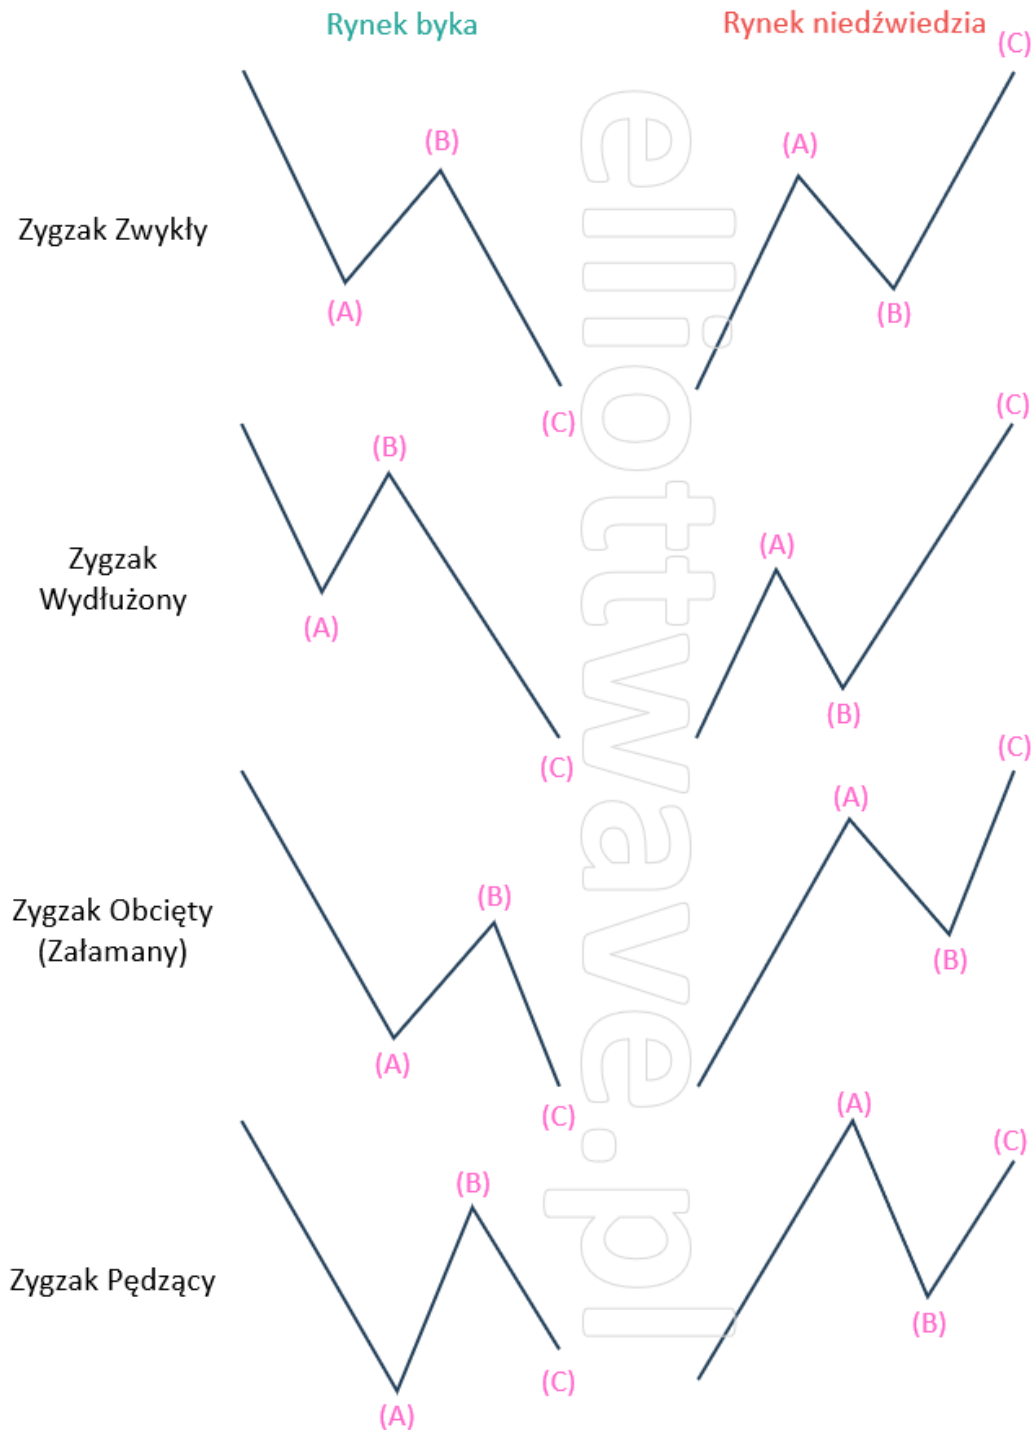 Rynek byka
Rynek niedźwiedzia
Zygzak Zwykły
(A)
(B)
(C)
(A)
(B)
(C)
Zygzak
Wydłużony
(A)
(B)
(C)
(A)
(B)
(C)
Zygzak Obcięty
(Załamany)
(A)
(B)
(C)
(A)
(B)
(C)
Zygzak Pędzący
(A)
(B)
(C)
(A)
(B)
(C)
elliottwave.pl